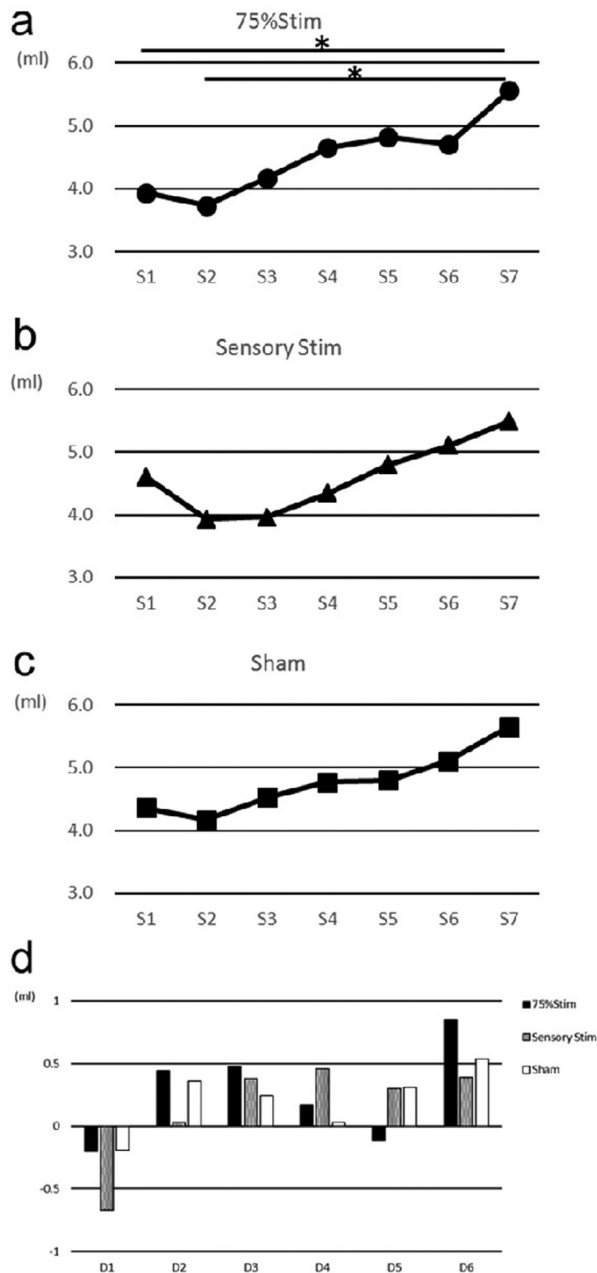 a
75%Stim
(ml)
*
6.0
*
5.0
4.0
3.0
S1 S2 S3 S4 S5 S6 S7
b
Sensory Stim
(ml)
6.0
5.0
4.0
3.0
S1 S2 S3 S4 S5 S6 S7
c
Sham
(ml)
6.0
5.0
4.0
3.0
S1 S2 S3 S4 S5 S6 S7
d
(ml)
1
75%Stim
Sensory Stim
0.5
Sham
0
-0.5
-1
D1 D2 D3 D4 D5 D6